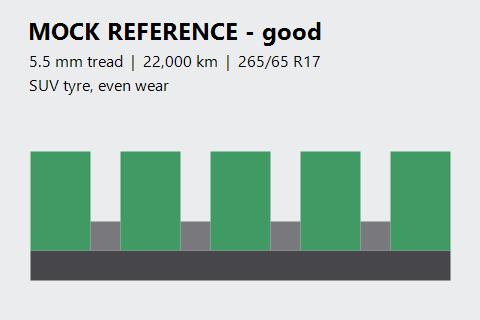 MOCK REFERENCE - good
5.5 mm tread | 22,000 km | 265/65 R17
SUV tyre, even wear